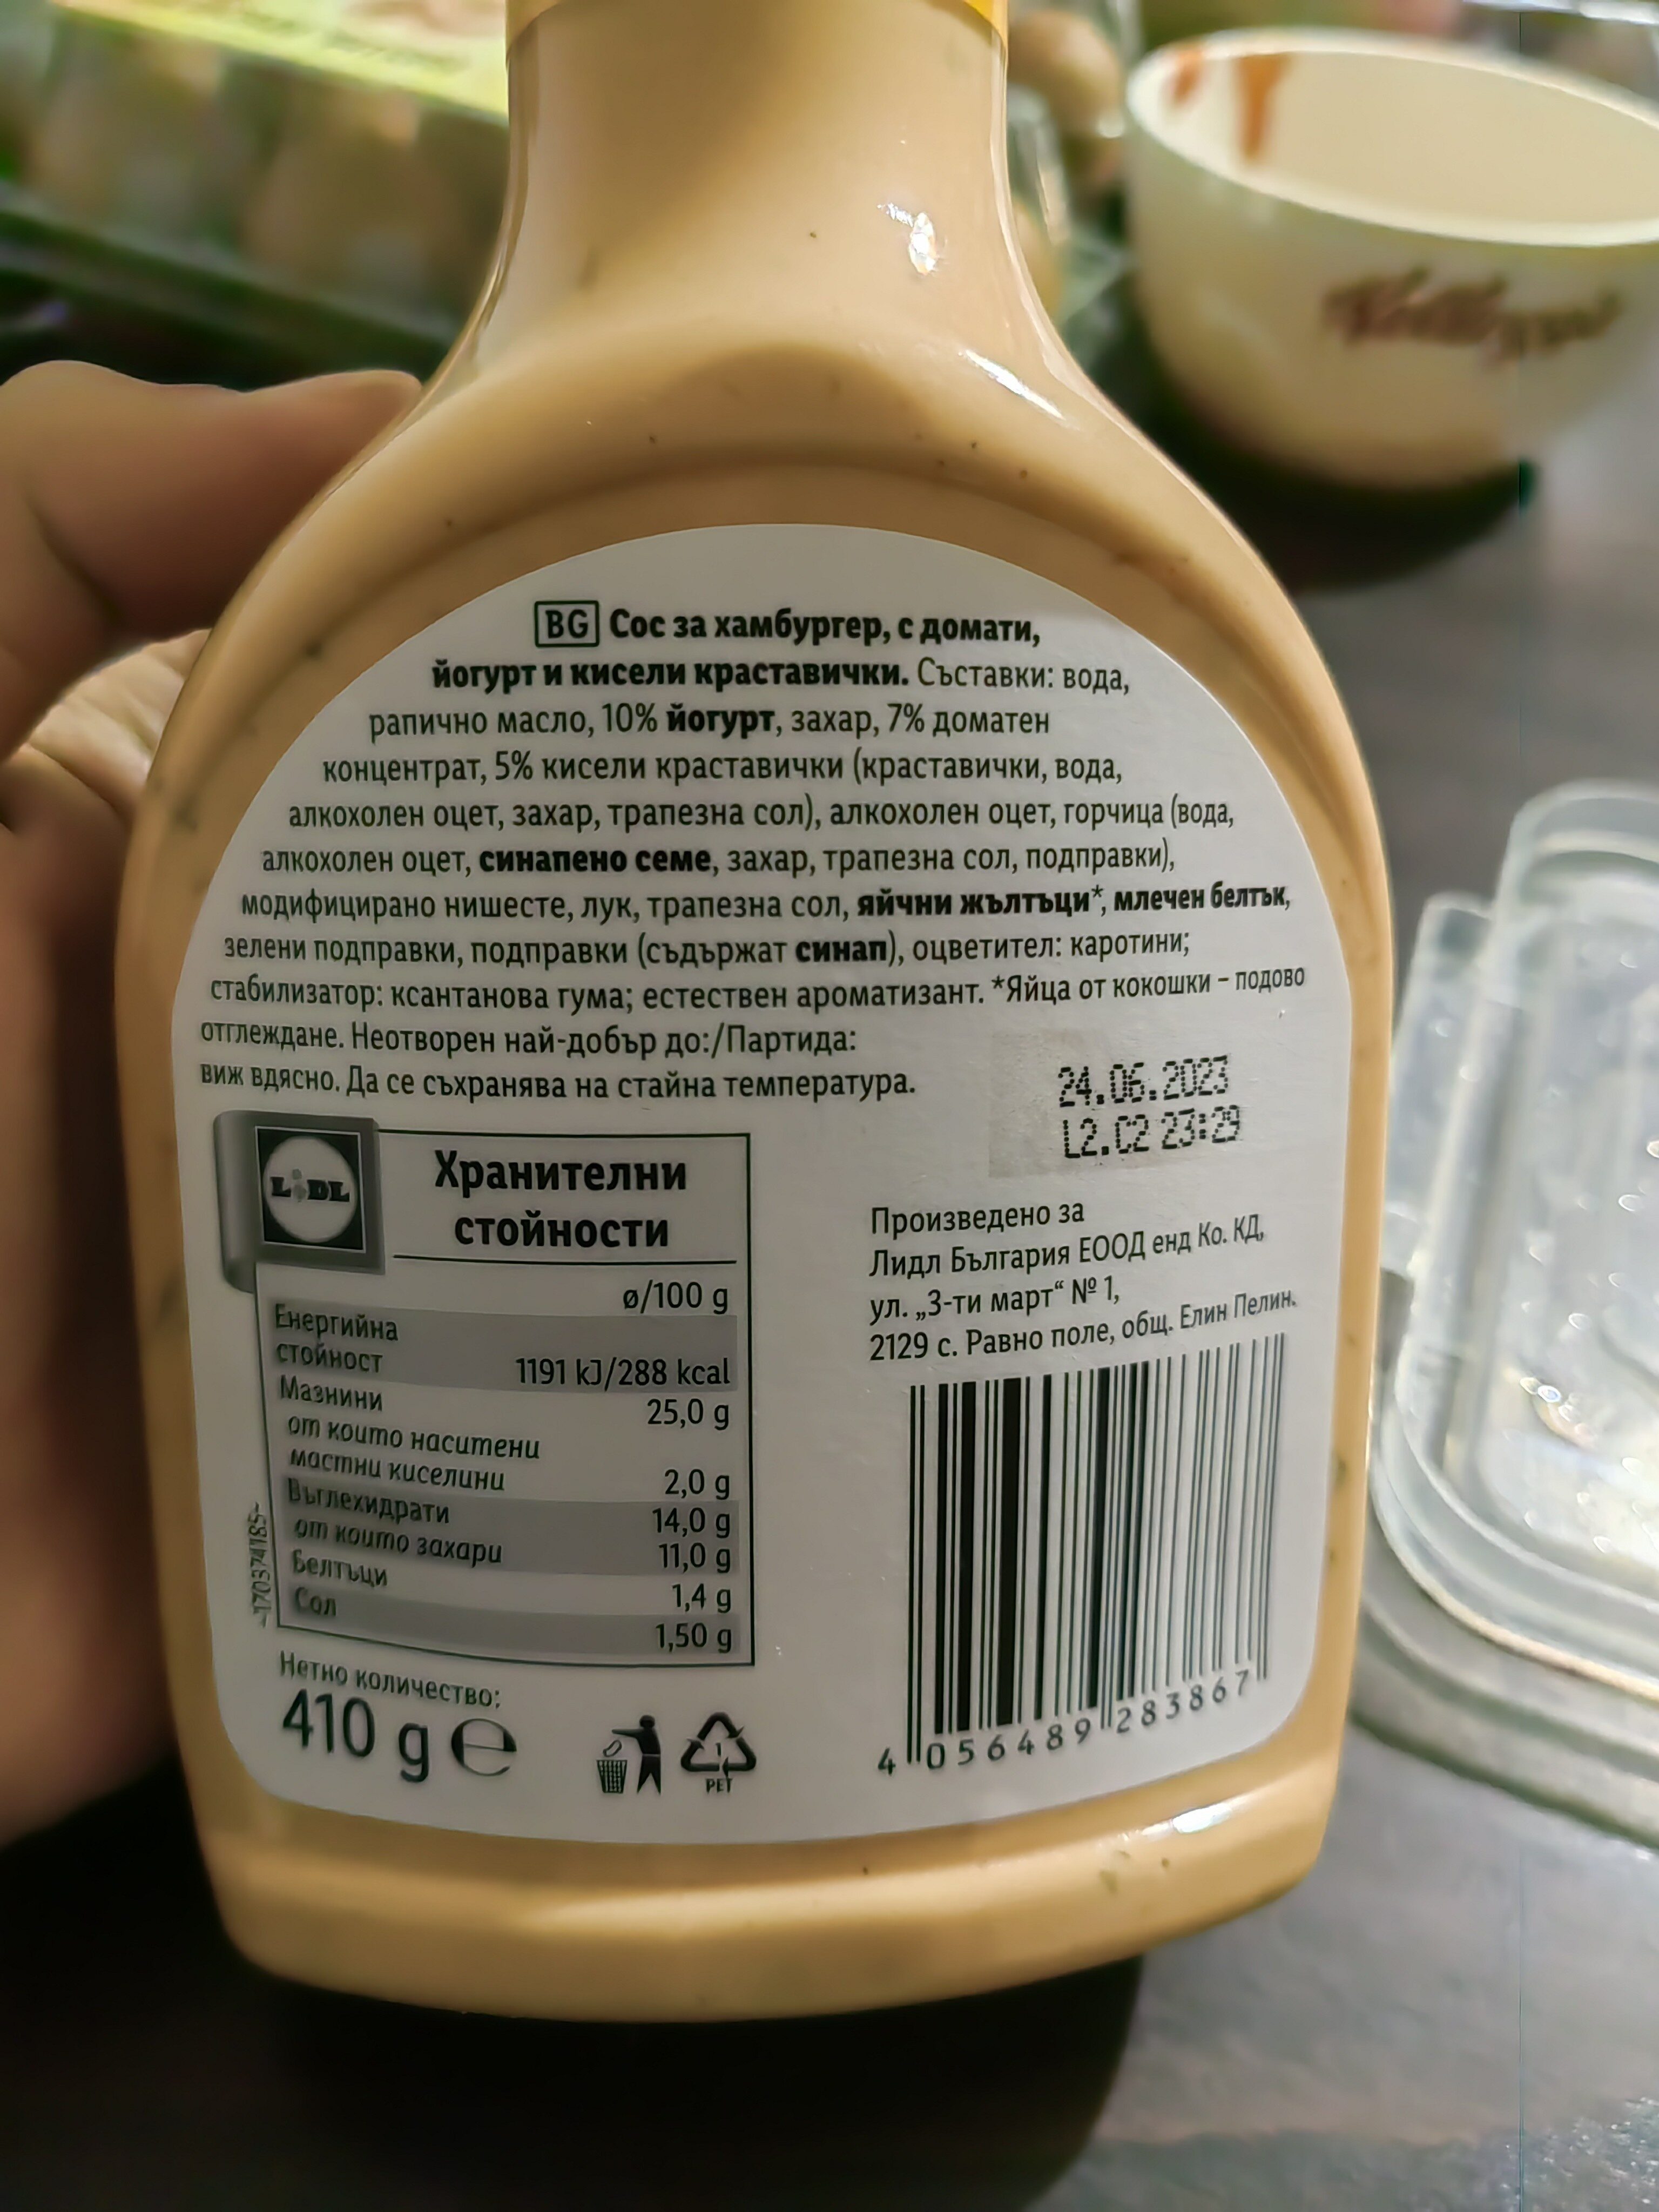 BG Сос за хамбургер, с домати,
йогурт и кисели краставички. Съставки: вода,
рапично масло, 10% йогурт, захар, 7% доматен
концентрат, 5% кисели краставички (краставички, вода,
алкохолен оцет, захар, трапезна сол), алкохолен оцет, горчица (вода,
алкохолен оцет, синапено семе, захар, трапезна сол, подправки),
модифицирано нишесте, лук, трапезна сол, яйчни жълтъци*, млечен белтък,
зелени подправки, подправки (съдържат синап), оцветител: каротини;
стабилизатор: ксантанова гума; естествен ароматизант. *Яйца от кокошки – подово
отглеждане. Неотворен най-добър до:/Партида:
виж вдясно. Да се съхранява на стайна температура.
24.06.2023
L2.C2 23:29
LIDL
Хранителни
стойности
ø/100 g
Енергийна
стойност 1191 kJ/288 kcal
Мазнини 25,0 g
от които наситени
мастни киселини 2,0 g
Въглехидрати 14,0 g
от които захари 11,0 g
Белтъци 1,4 g
Сол 1,50 g
-170374185-
Нетно количество:
410 g e
1
PET
Произведено за
Лидл България ЕООД енд Ко. КД,
ул. „3-ти март“ № 1,
2129 с. Равно поле, общ. Елин Пелин.
4 056489 283867